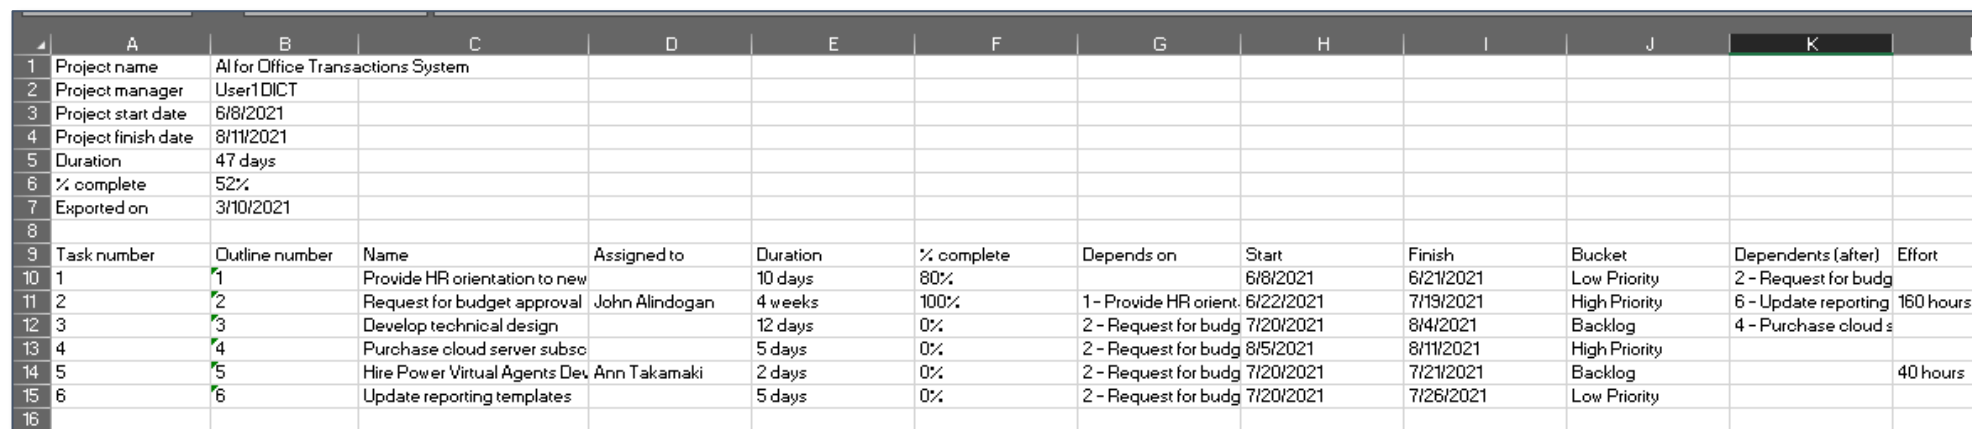 A B C D E F G H I J K
1 Project name AI for Office Transactions System
2 Project manager User1 DICT
3 Project start date 6/8/2021
4 Project finish date 8/11/2021
5 Duration 47 days
6 % complete 52%
7 Exported on 3/10/2021
8
9 Task number Outline number Name Assigned to Duration % complete Depends on Start Finish Bucket Dependents (after) Effort
10 1 1 Provide HR orientation to new 10 days 80% 6/8/2021 6/21/2021 Low Priority 2 - Request for budg
11 2 2 Request for budget approval John Alindogan 4 weeks 100% 1 - Provide HR orient 6/22/2021 7/19/2021 High Priority 6 - Update reporting 160 hours
12 3 3 Develop technical design 12 days 0% 2 - Request for budg 7/20/2021 8/4/2021 Backlog 4 - Purchase cloud s
13 4 4 Purchase cloud server subsc 5 days 0% 2 - Request for budg 8/5/2021 8/11/2021 High Priority
14 5 5 Hire Power Virtual Agents Dev Ann Takamaki 2 days 0% 2 - Request for budg 7/20/2021 7/21/2021 Backlog 40 hours
15 6 6 Update reporting templates 5 days 0% 2 - Request for budg 7/20/2021 7/26/2021 Low Priority
16